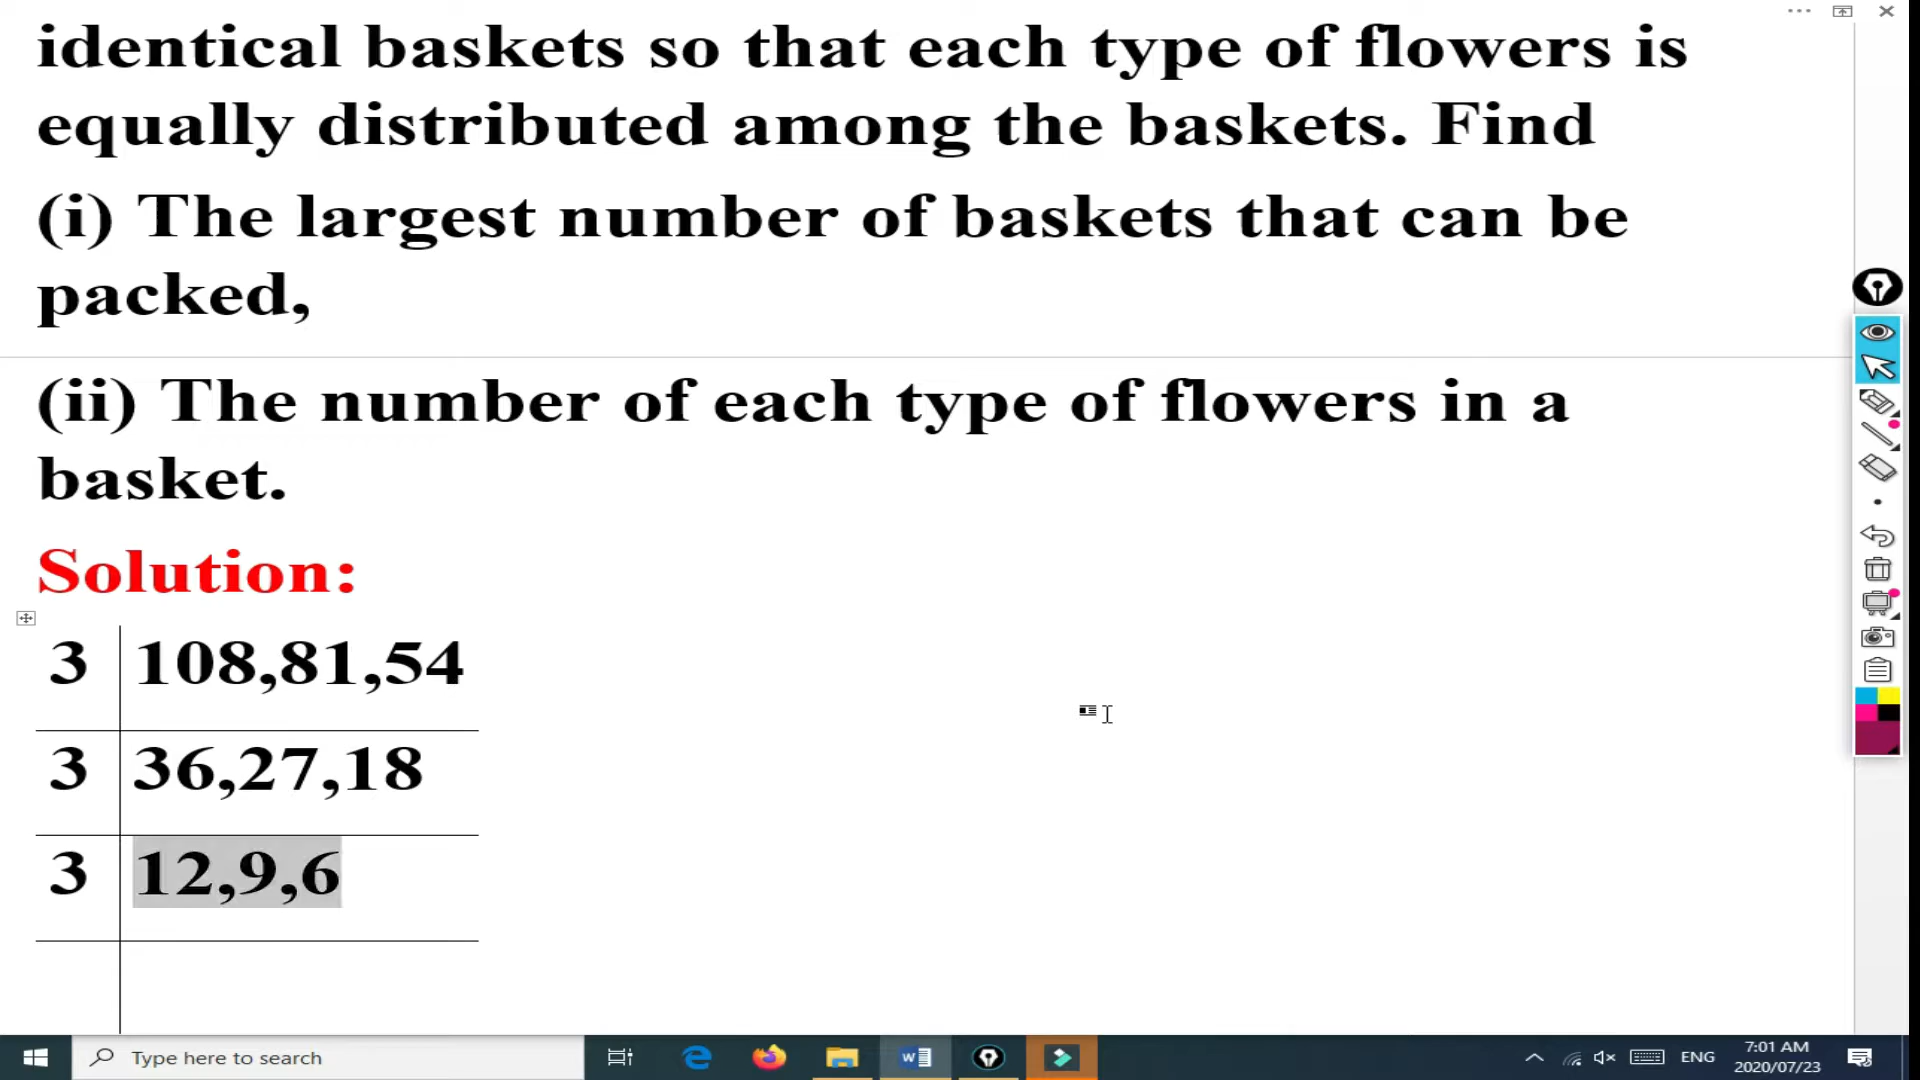 identical baskets so that each type of flowers is
equally distributed among the baskets. Find
(i) The largest number of baskets that can be
packed,
(ii) The number of each type of flowers in a
basket.
Solution:
3 108,81,54
3 36,27,18
3 12,9,6
Type here to search
ENG
7:01 AM
2020/07/23